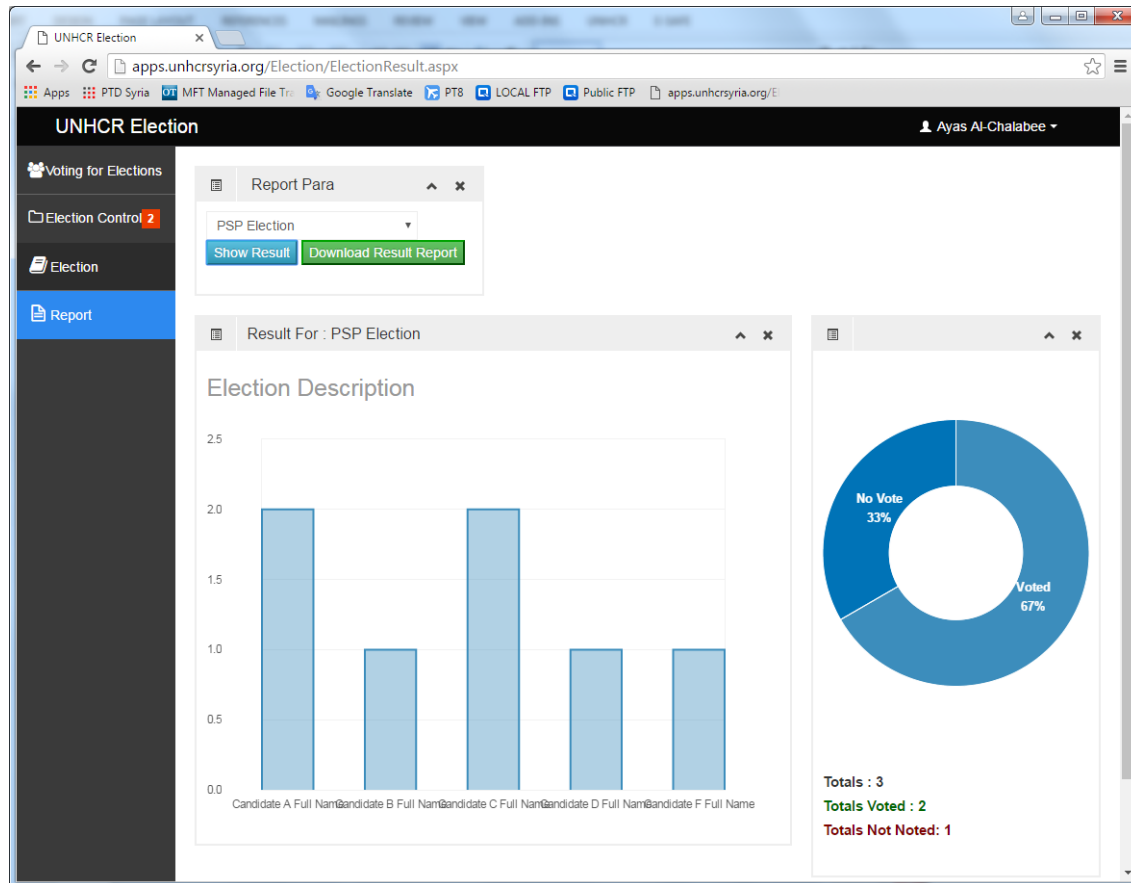 UNHCR Election
apps.unhcrsyria.org/Election/ElectionResult.aspx
Apps PTD Syria MFT Managed File Tra Google Translate PT8 LOCAL FTP Public FTP apps.unhcrsyria.org/E
UNHCR Election
Ayas Al-Chalabee
Voting for Elections
Election Control 2
Election
Report
Report Para
PSP Election
Show Result Download Result Report
Result For : PSP Election
Election Description
2.5
2.0
1.5
1.0
0.5
0.0
Candidate A Full Name
Candidate B Full Name
Candidate C Full Name
Candidate D Full Name
Candidate F Full Name
No Vote
33%
Voted
67%
Totals : 3
Totals Voted : 2
Totals Not Noted: 1